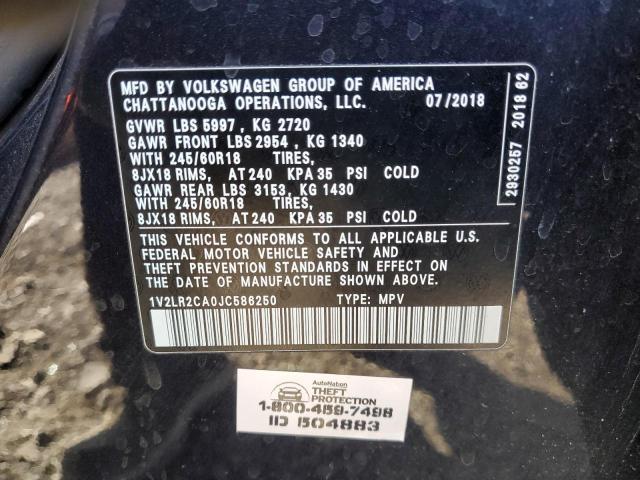 MFD BY VOLKSWAGEN GROUP OF AMERICA
CHATTANOOGA OPERATIONS, LLC. 07/2018
GVWR LBS 5997, KG 2720
GAWR FRONT LBS 2954, KG 1340
WITH 245/60R18 TIRES,
8JX18 RIMS, AT 240 KPA 35 PSI COLD
GAWR REAR LBS 3153, KG 1430
WITH 245/60R18 TIRES,
8JX18 RIMS, AT 240 KPA 35 PSI COLD
THIS VEHICLE CONFORMS TO ALL APPLICABLE U.S.
FEDERAL MOTOR VEHICLE SAFETY AND
THEFT PREVENTION STANDARDS IN EFFECT ON
THE DATE OF MANUFACTURE SHOWN ABOVE.
1V2LR2CA0JC586250 TYPE: MPV
2930257 2018 62
AutoNation
THEFT
PROTECTION
1-800-459-7498
ID 504883